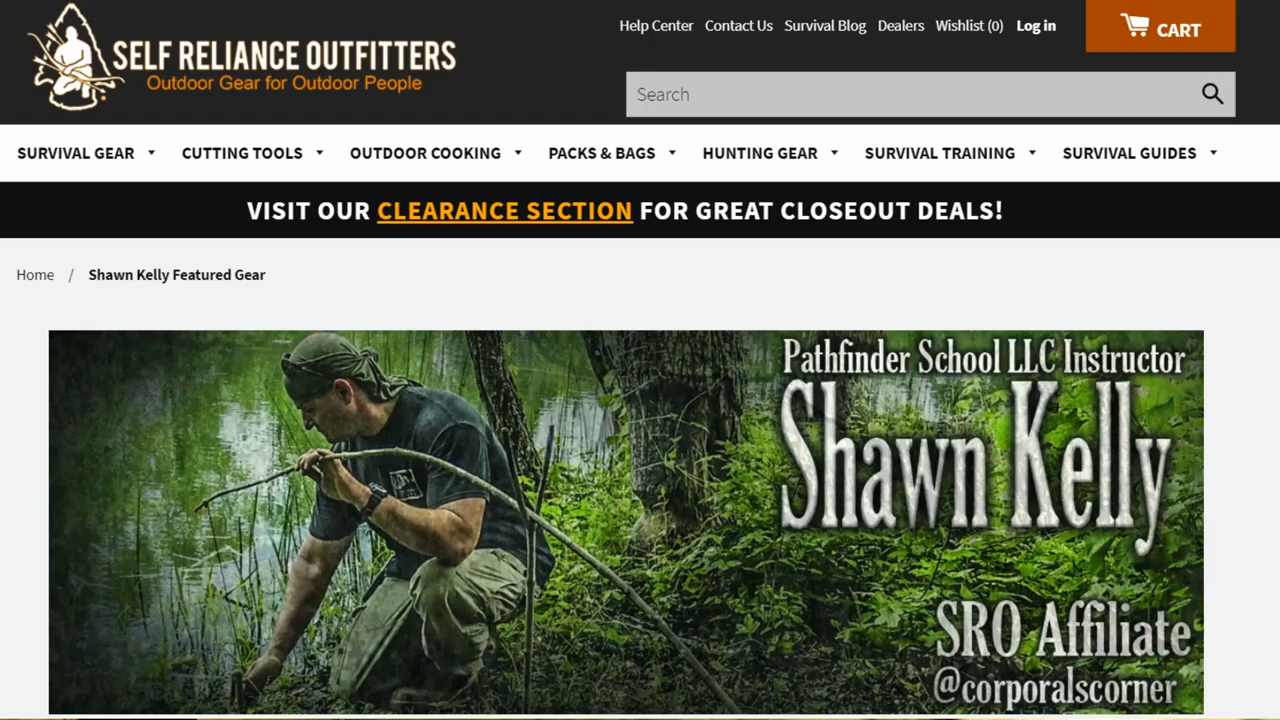 SELF RELIANCE OUTFITTERS
Outdoor Gear for Outdoor People
Help Center Contact Us Survival Blog Dealers Wishlist (0) Log in
CART
Search
SURVIVAL GEAR CUTTING TOOLS OUTDOOR COOKING PACKS & BAGS HUNTING GEAR SURVIVAL TRAINING SURVIVAL GUIDES
VISIT OUR CLEARANCE SECTION FOR GREAT CLOSEOUT DEALS!
Home / Shawn Kelly Featured Gear
Pathfinder School LLC Instructor
Shawn Kelly
SRO Affiliate
@corporalscorner